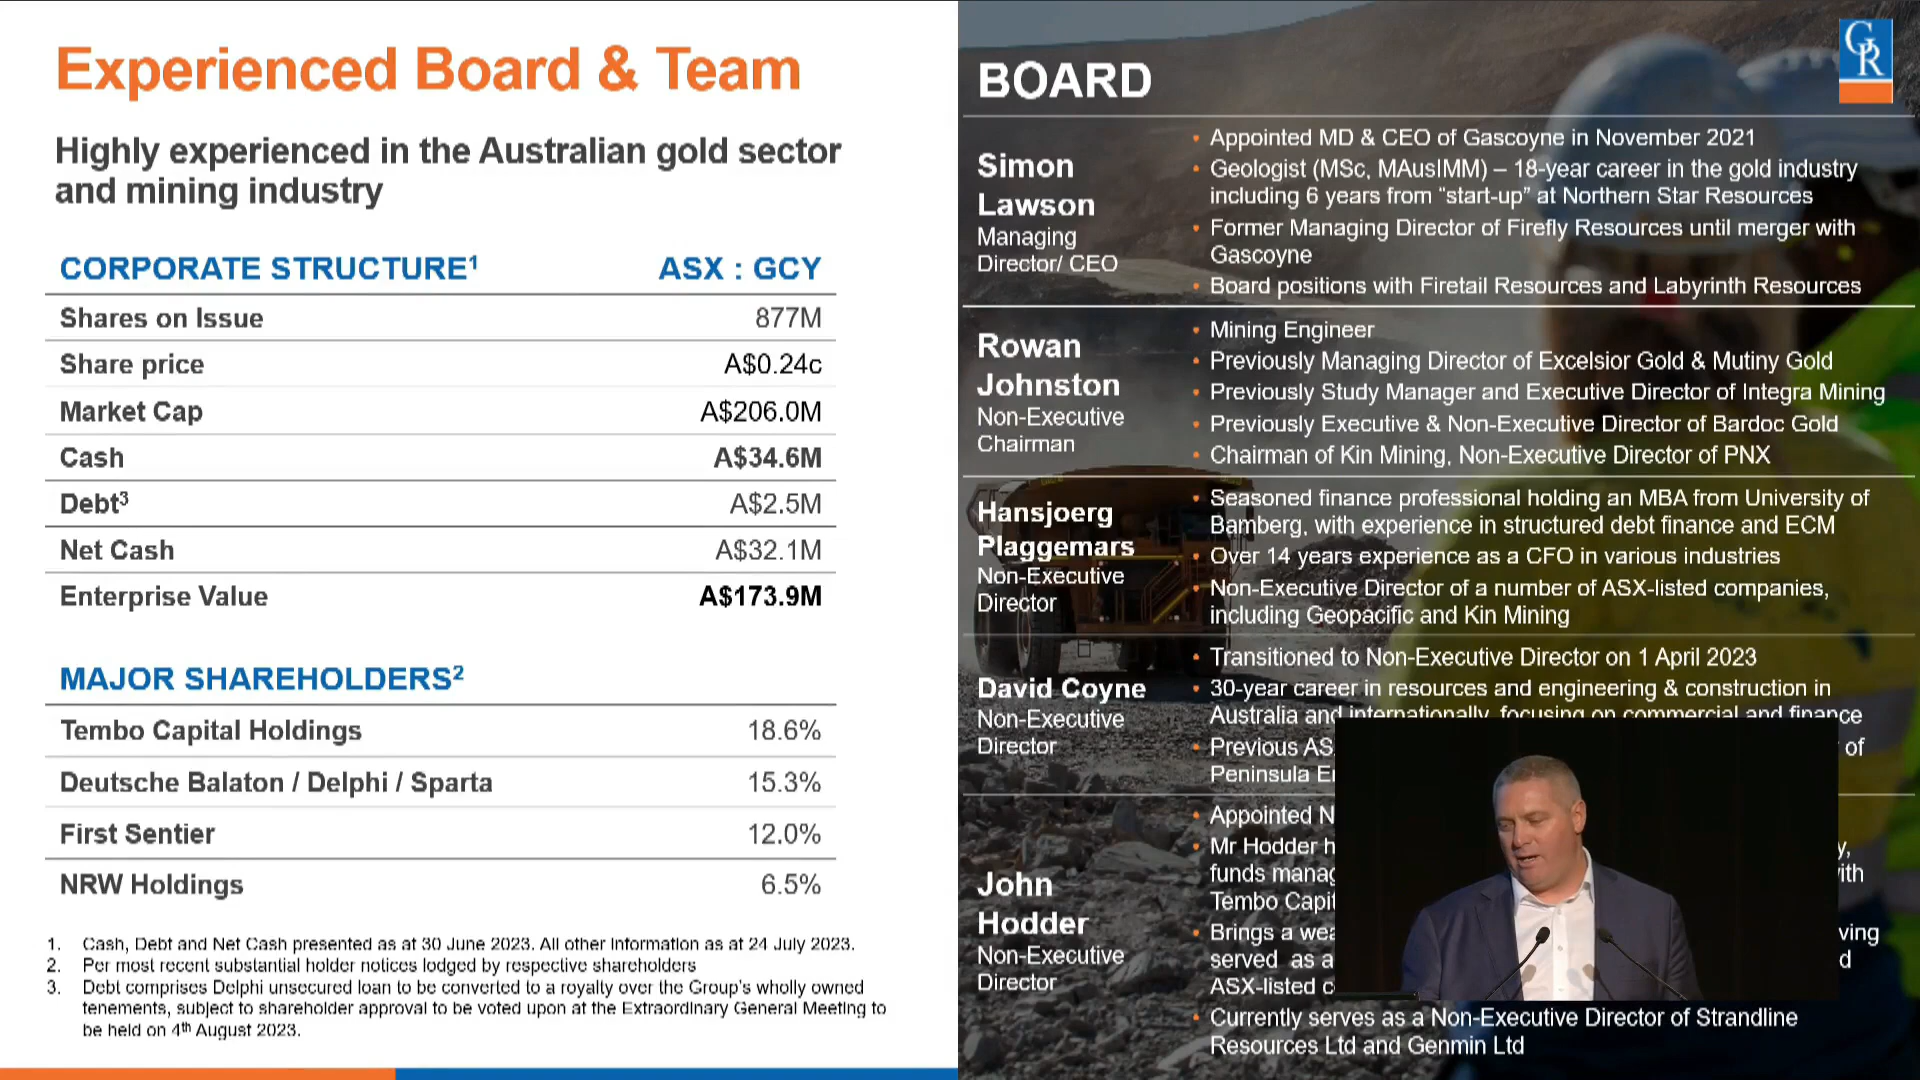 Experienced Board & Team
Highly experienced in the Australian gold sector
and mining industry
CORPORATE STRUCTURE¹ ASX : GCY
Shares on Issue 877M
Share price A$0.24c
Market Cap A$206.0M
Cash A$34.6M
Debt³ A$2.5M
Net Cash A$32.1M
Enterprise Value A$173.9M
MAJOR SHAREHOLDERS²
Tembo Capital Holdings 18.6%
Deutsche Balaton / Delphi / Sparta 15.3%
First Sentier 12.0%
NRW Holdings 6.5%
1. Cash, Debt and Net Cash presented as at 30 June 2023. All other Information as at 24 July 2023.
2. Per most recent substantial holder notices lodged by respective shareholders
3. Debt comprises Delphi unsecured loan to be converted to a royalty over the Group's wholly owned
tenements, subject to shareholder approval to be voted upon at the Extraordinary General Meeting to
be held on 4th August 2023.
GR
BOARD
Simon
Lawson
Managing
Director/ CEO
• Appointed MD & CEO of Gascoyne in November 2021
• Geologist (MSc, MAusIMM) – 18-year career in the gold industry
including 6 years from “start-up” at Northern Star Resources
• Former Managing Director of Firefly Resources until merger with
Gascoyne
• Board positions with Firetail Resources and Labyrinth Resources
Rowan
Johnston
Non-Executive
Chairman
• Mining Engineer
• Previously Managing Director of Excelsior Gold & Mutiny Gold
• Previously Study Manager and Executive Director of Integra Mining
• Previously Executive & Non-Executive Director of Bardoc Gold
• Chairman of Kin Mining, Non-Executive Director of PNX
Hansjoerg
Plaggemars
Non-Executive
Director
• Seasoned finance professional holding an MBA from University of
Bamberg, with experience in structured debt finance and ECM
• Over 14 years experience as a CFO in various industries
• Non-Executive Director of a number of ASX-listed companies,
including Geopacific and Kin Mining
David Coyne
Non-Executive
Director
• Transitioned to Non-Executive Director on 1 April 2023
• 30-year career in resources and engineering & construction in
Australia and internationally, focusing on commercial and finance
• Previous AS of
Peninsula
John
Hodder
Non-Executive
Director
• Appointed
• Mr Hodder
funds
Tembo
• Brings a
served as a
ASX-listed
• Currently serves as a Non-Executive Director of Strandline
Resources Ltd and Genmin Ltd